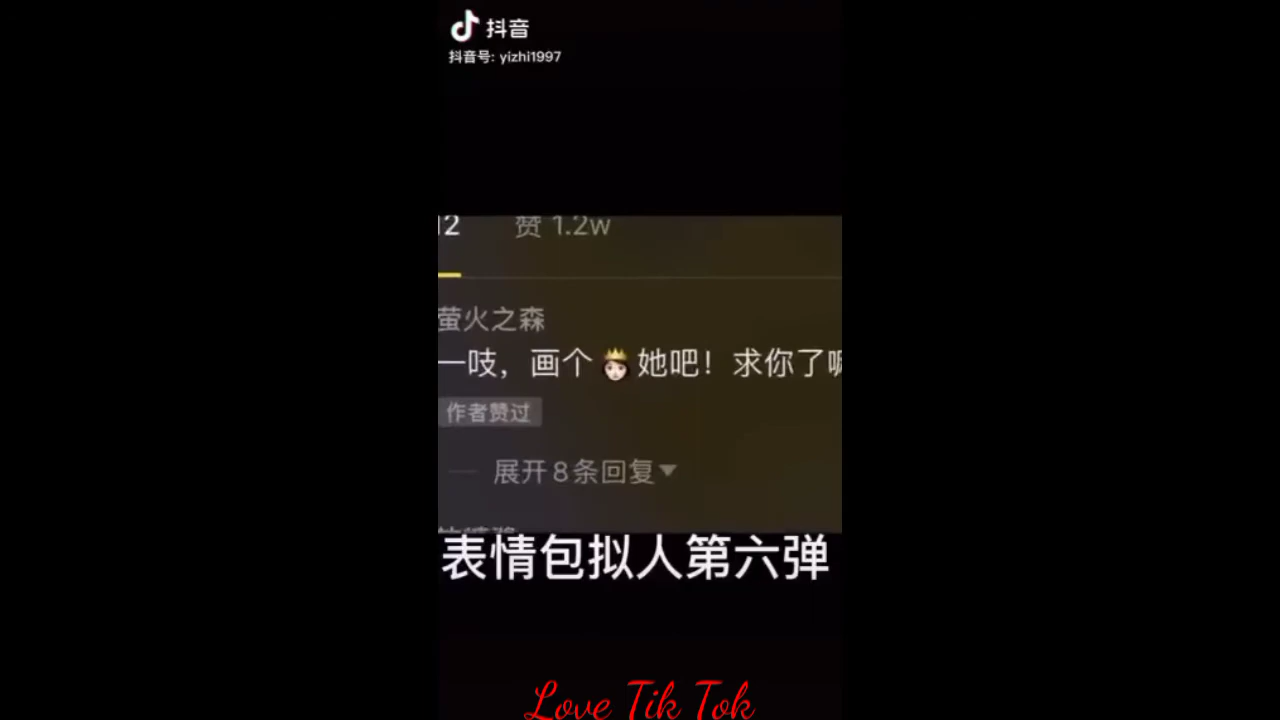 抖音
抖音号: yizhi1997
12 赞 1.2w
萤火之森
一吱，画个👸🏻她吧！求你了
作者赞过
展开8条回复
表情包拟人第六弹
Love Tik Tok